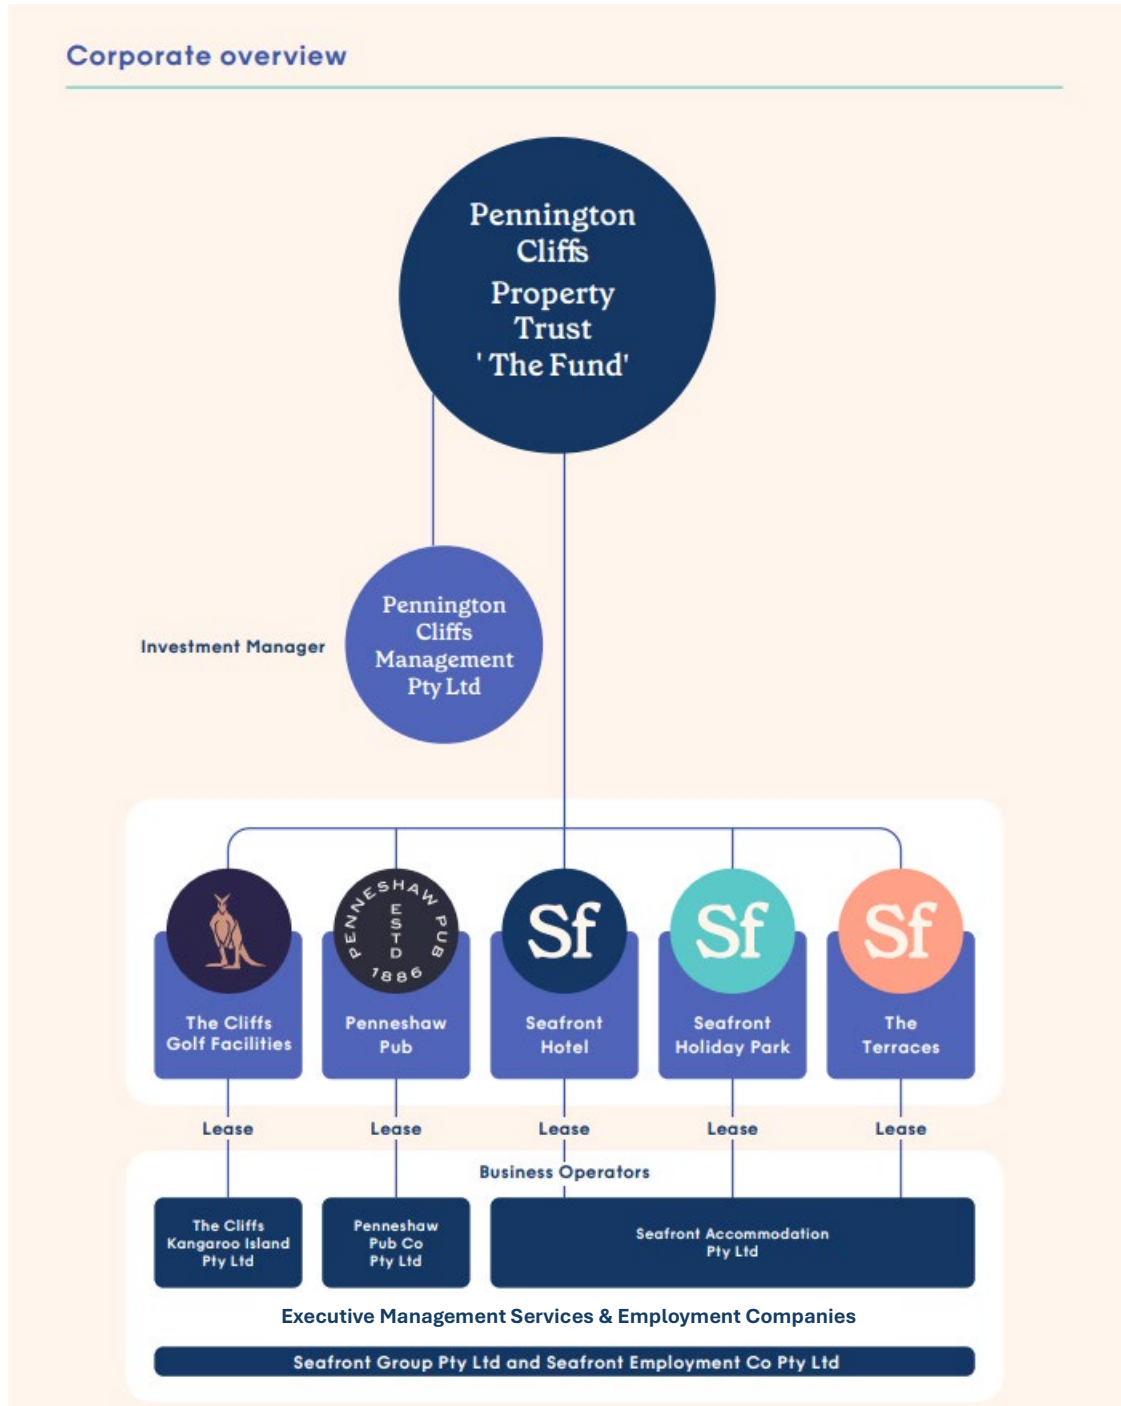 Corporate overview
Pennington
Cliffs
Property
Trust
' The Fund'
Investment Manager
Pennington
Cliffs
Management
Pty Ltd
PENNESHAW PUB
ESTD
1886
Sf
Sf
Sf
The Cliffs
Golf Facilities
Penneshaw
Pub
Seafront
Hotel
Seafront
Holiday Park
The
Terraces
Lease
Lease
Lease
Lease
Lease
Business Operators
The Cliffs
Kangaroo Island
Pty Ltd
Penneshaw
Pub Co
Pty Ltd
Seafront Accommodation
Pty Ltd
Executive Management Services & Employment Companies
Seafront Group Pty Ltd and Seafront Employment Co Pty Ltd